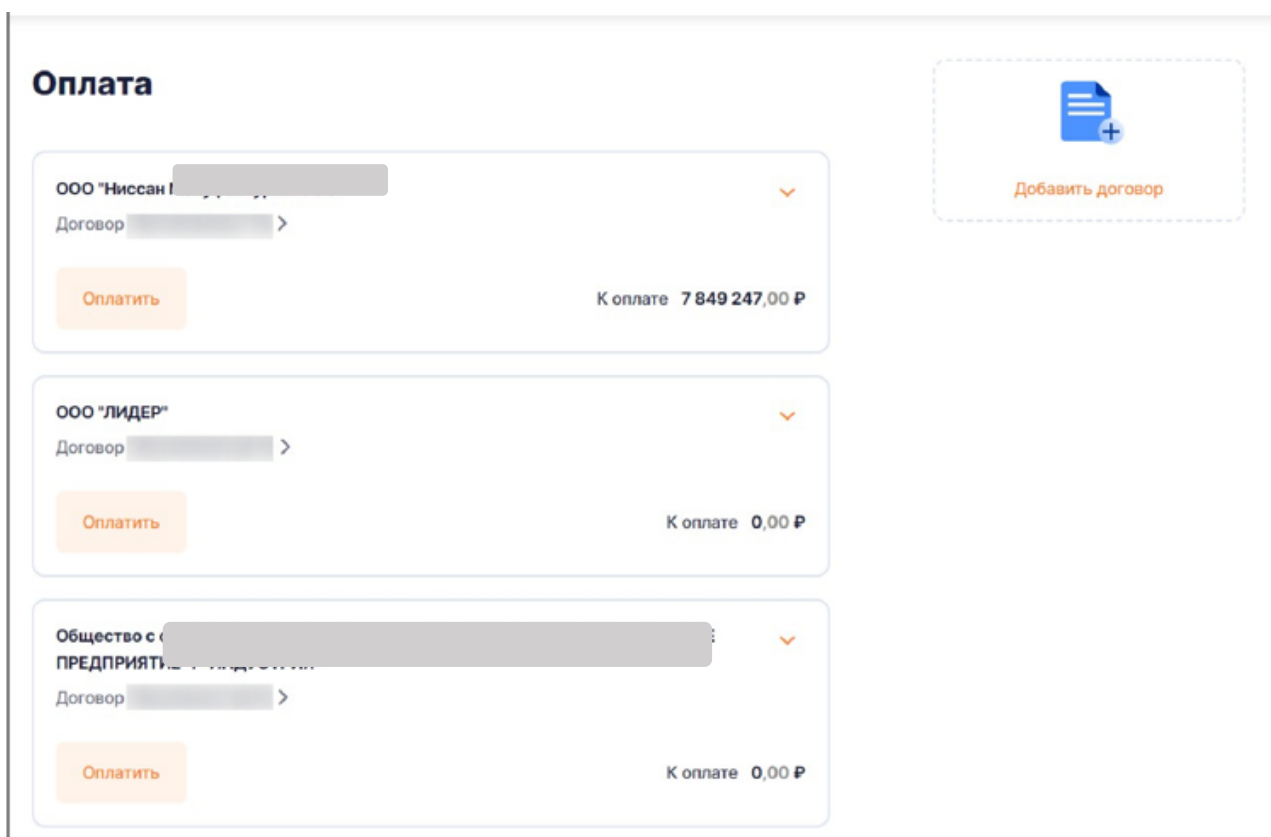 Оплата
Добавить договор
ООО "Ниссан
Договор
Оплатить
К оплате 7 849 247,00 ₽
ООО "ЛИДЕР"
Договор
Оплатить
К оплате 0,00 ₽
Общество с
Договор
Оплатить
К оплате 0,00 ₽